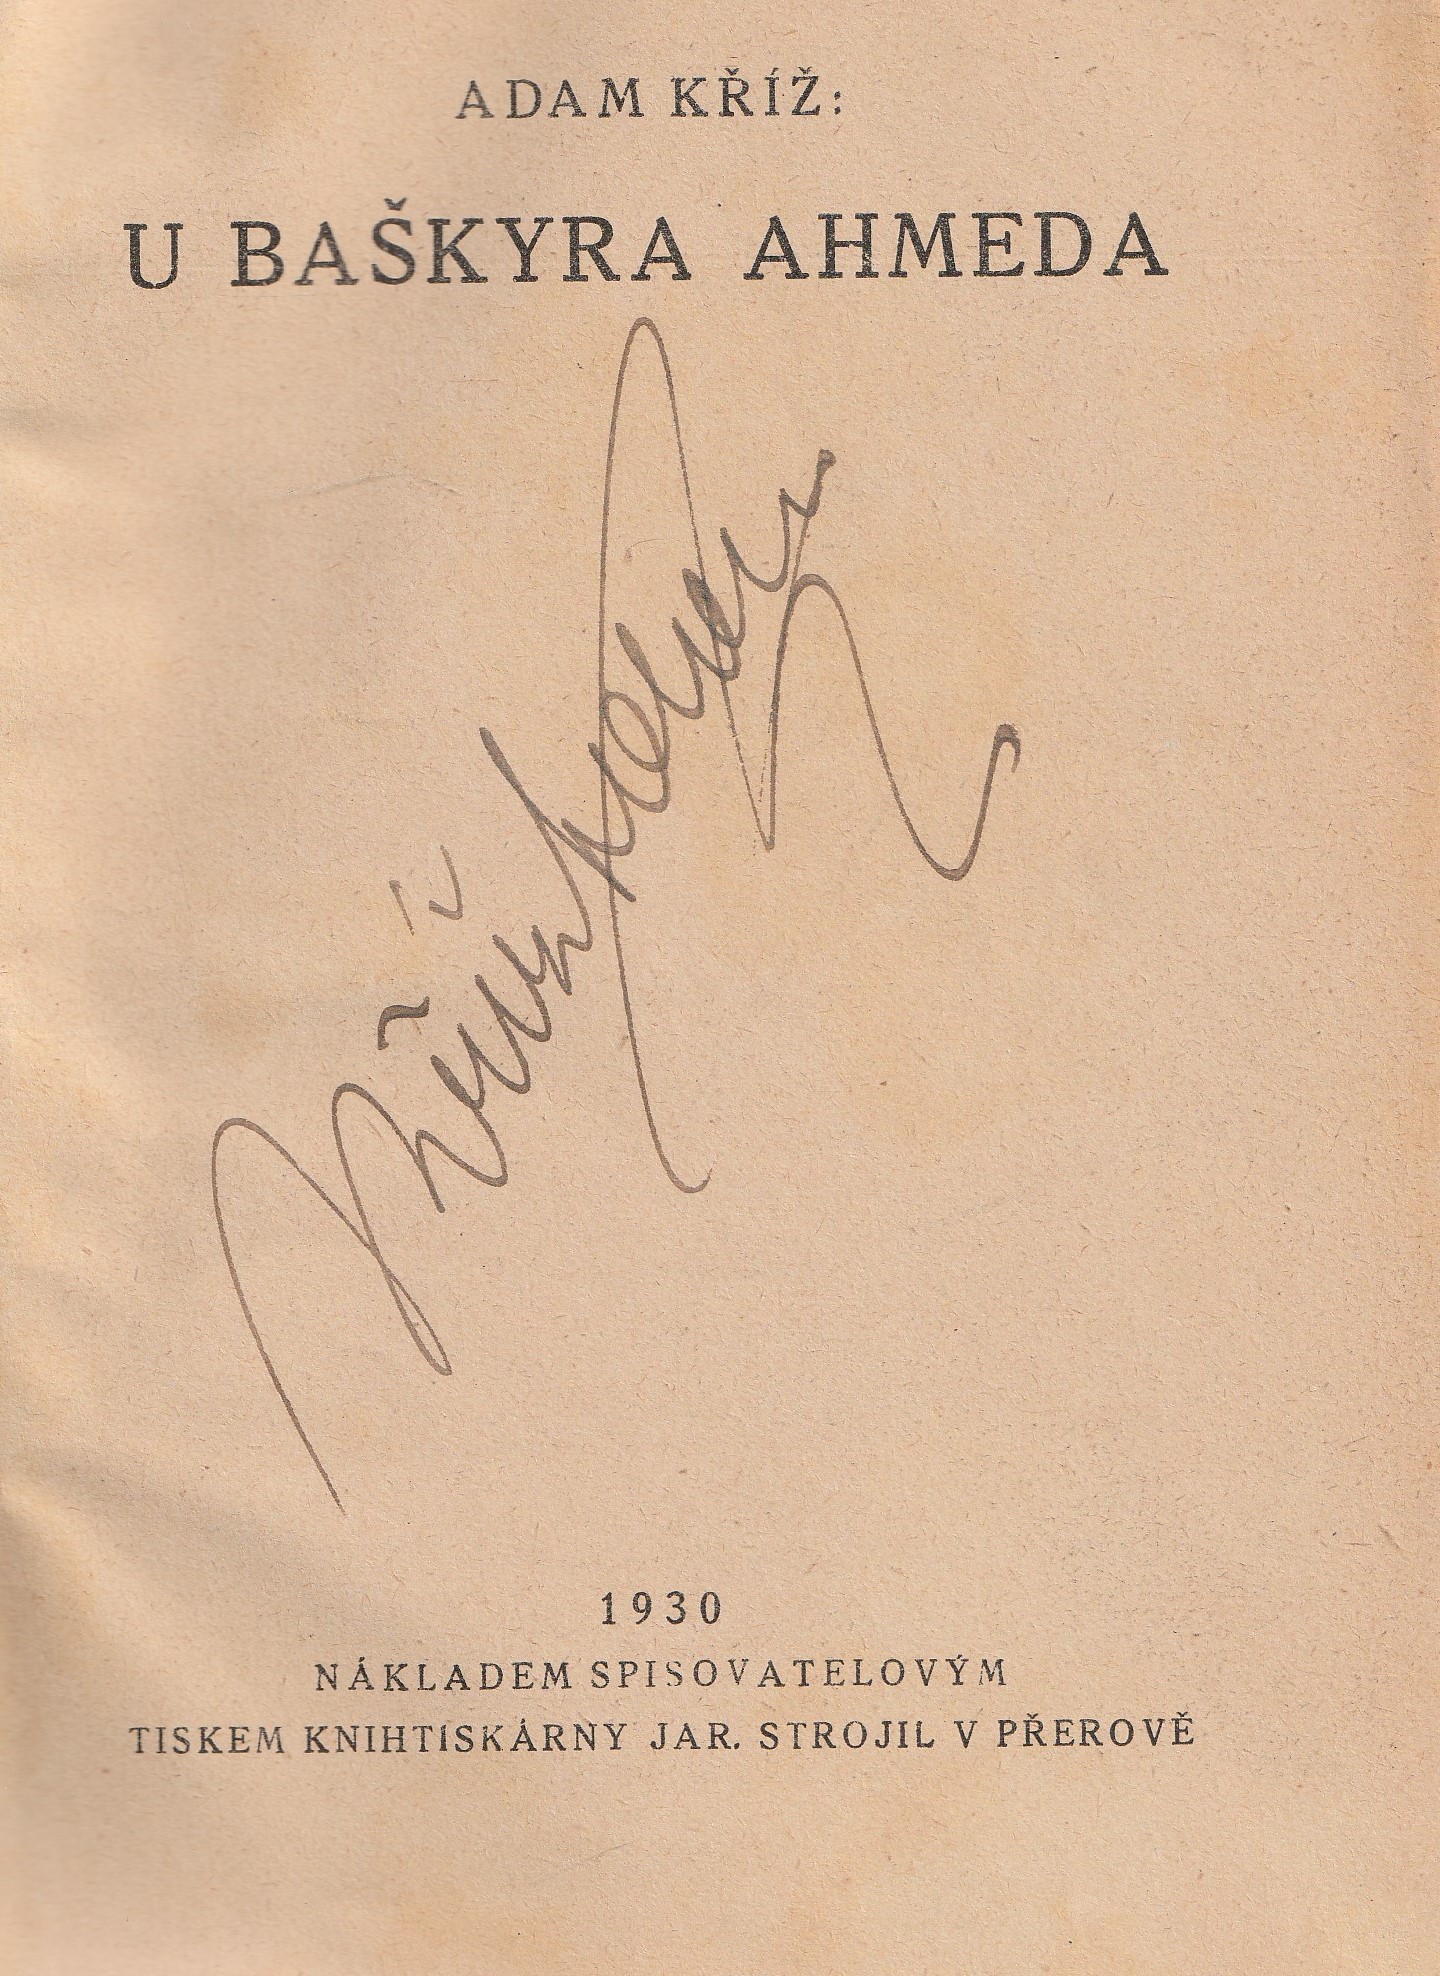 ADAM KŘÍŽ:
U BAŠKYRA AHMEDA
1930
NÁKLADEM SPISOVATELOVÝM
TISKEM KNIHTISKÁRNY JAR. STROJIL V PŘEROVĚ